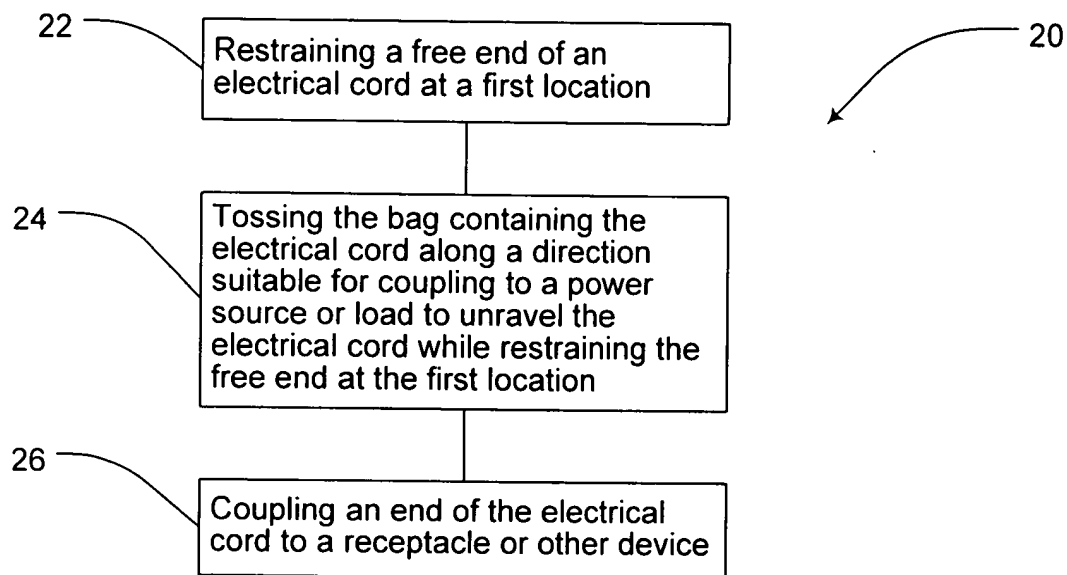 22
20
Restraining a free end of an
electrical cord at a first location
24
Tossing the bag containing the
electrical cord along a direction
suitable for coupling to a power
source or load to unravel the
electrical cord while restraining the
free end at the first location
26
Coupling an end of the electrical
cord to a receptacle or other device